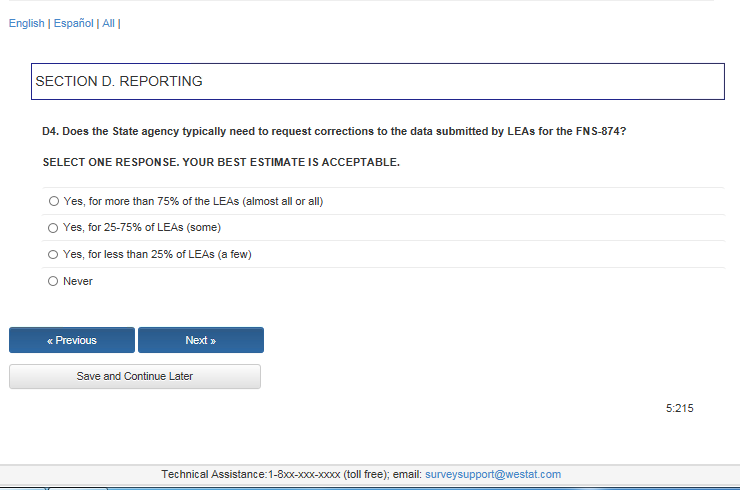 English | Español | All |
SECTION D. REPORTING
D4. Does the State agency typically need to request corrections to the data submitted by LEAs for the FNS-874?
SELECT ONE RESPONSE. YOUR BEST ESTIMATE IS ACCEPTABLE.
Yes, for more than 75% of the LEAs (almost all or all)
Yes, for 25-75% of LEAs (some)
Yes, for less than 25% of LEAs (a few)
Never
« Previous
Next »
Save and Continue Later
5:215
Technical Assistance:1-8xx-xxx-xxxx (toll free); email: surveysupport@westat.com